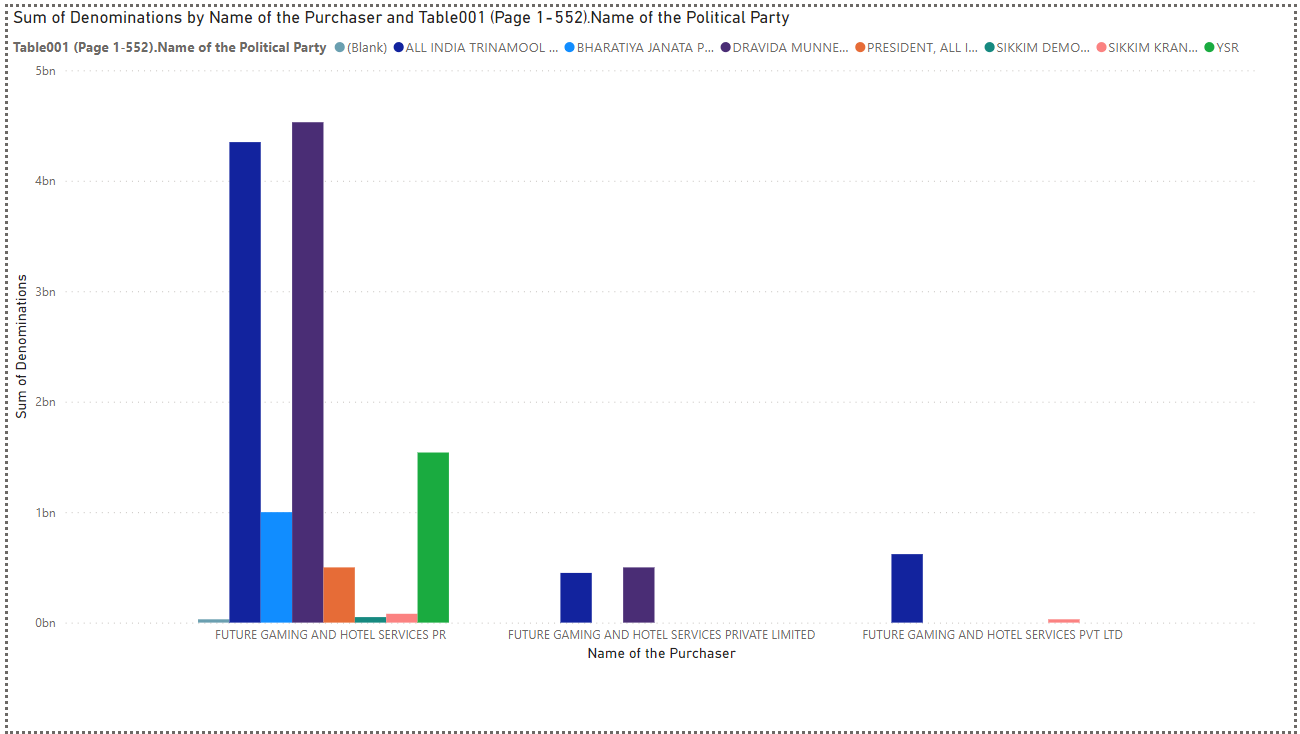 Sum of Denominations by Name of the Purchaser and Table001 (Page 1-552).Name of the Political Party
Table001 (Page 1-552).Name of the Political Party (Blank) ALL INDIA TRINAMOOL ... BHARATIYA JANATA P... DRAVIDA MUNNE... PRESIDENT, ALL I... SIKKIM DEMO... SIKKIM KRAN... YSR
5bn
4bn
3bn
2bn
1bn
0bn
Sum of Denominations
FUTURE GAMING AND HOTEL SERVICES PR
FUTURE GAMING AND HOTEL SERVICES PRIVATE LIMITED
FUTURE GAMING AND HOTEL SERVICES PVT LTD
Name of the Purchaser